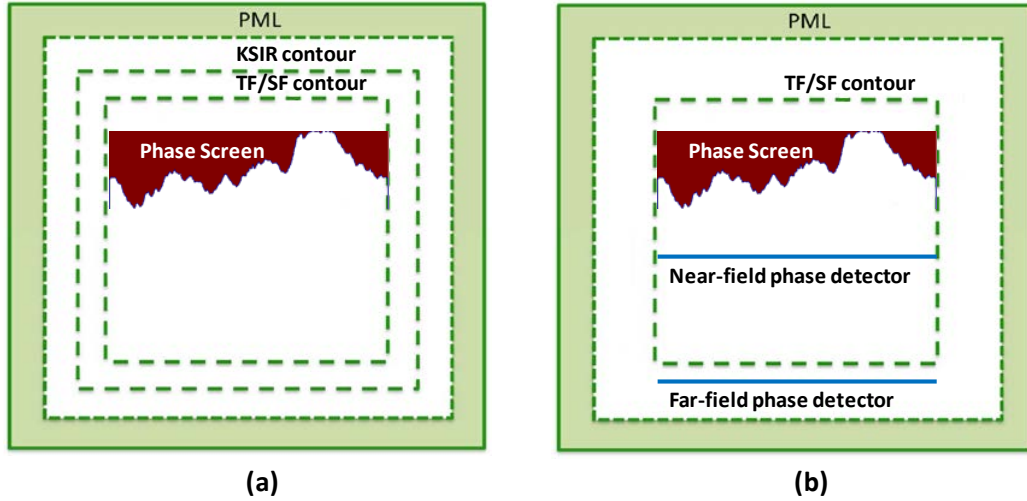 PML
KSIR contour
TF/SF contour
Phase Screen
(a)
PML
TF/SF contour
Phase Screen
Near-field phase detector
Far-field phase detector
(b)